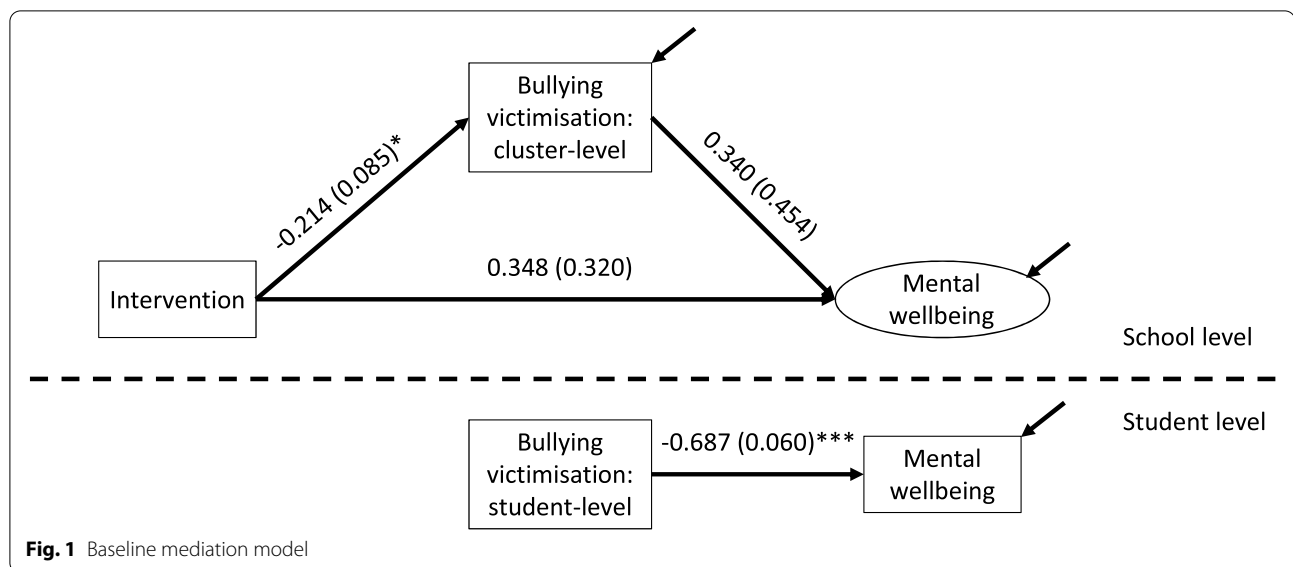 Bullying
victimisation:
cluster-level
-0.214 (0.085)*
0.340 (0.454)
0.348 (0.320)
Intervention
Mental
wellbeing
School level
Student level
Bullying
victimisation:
student-level
-0.687 (0.060)***
Mental
wellbeing
Fig. 1 Baseline mediation model